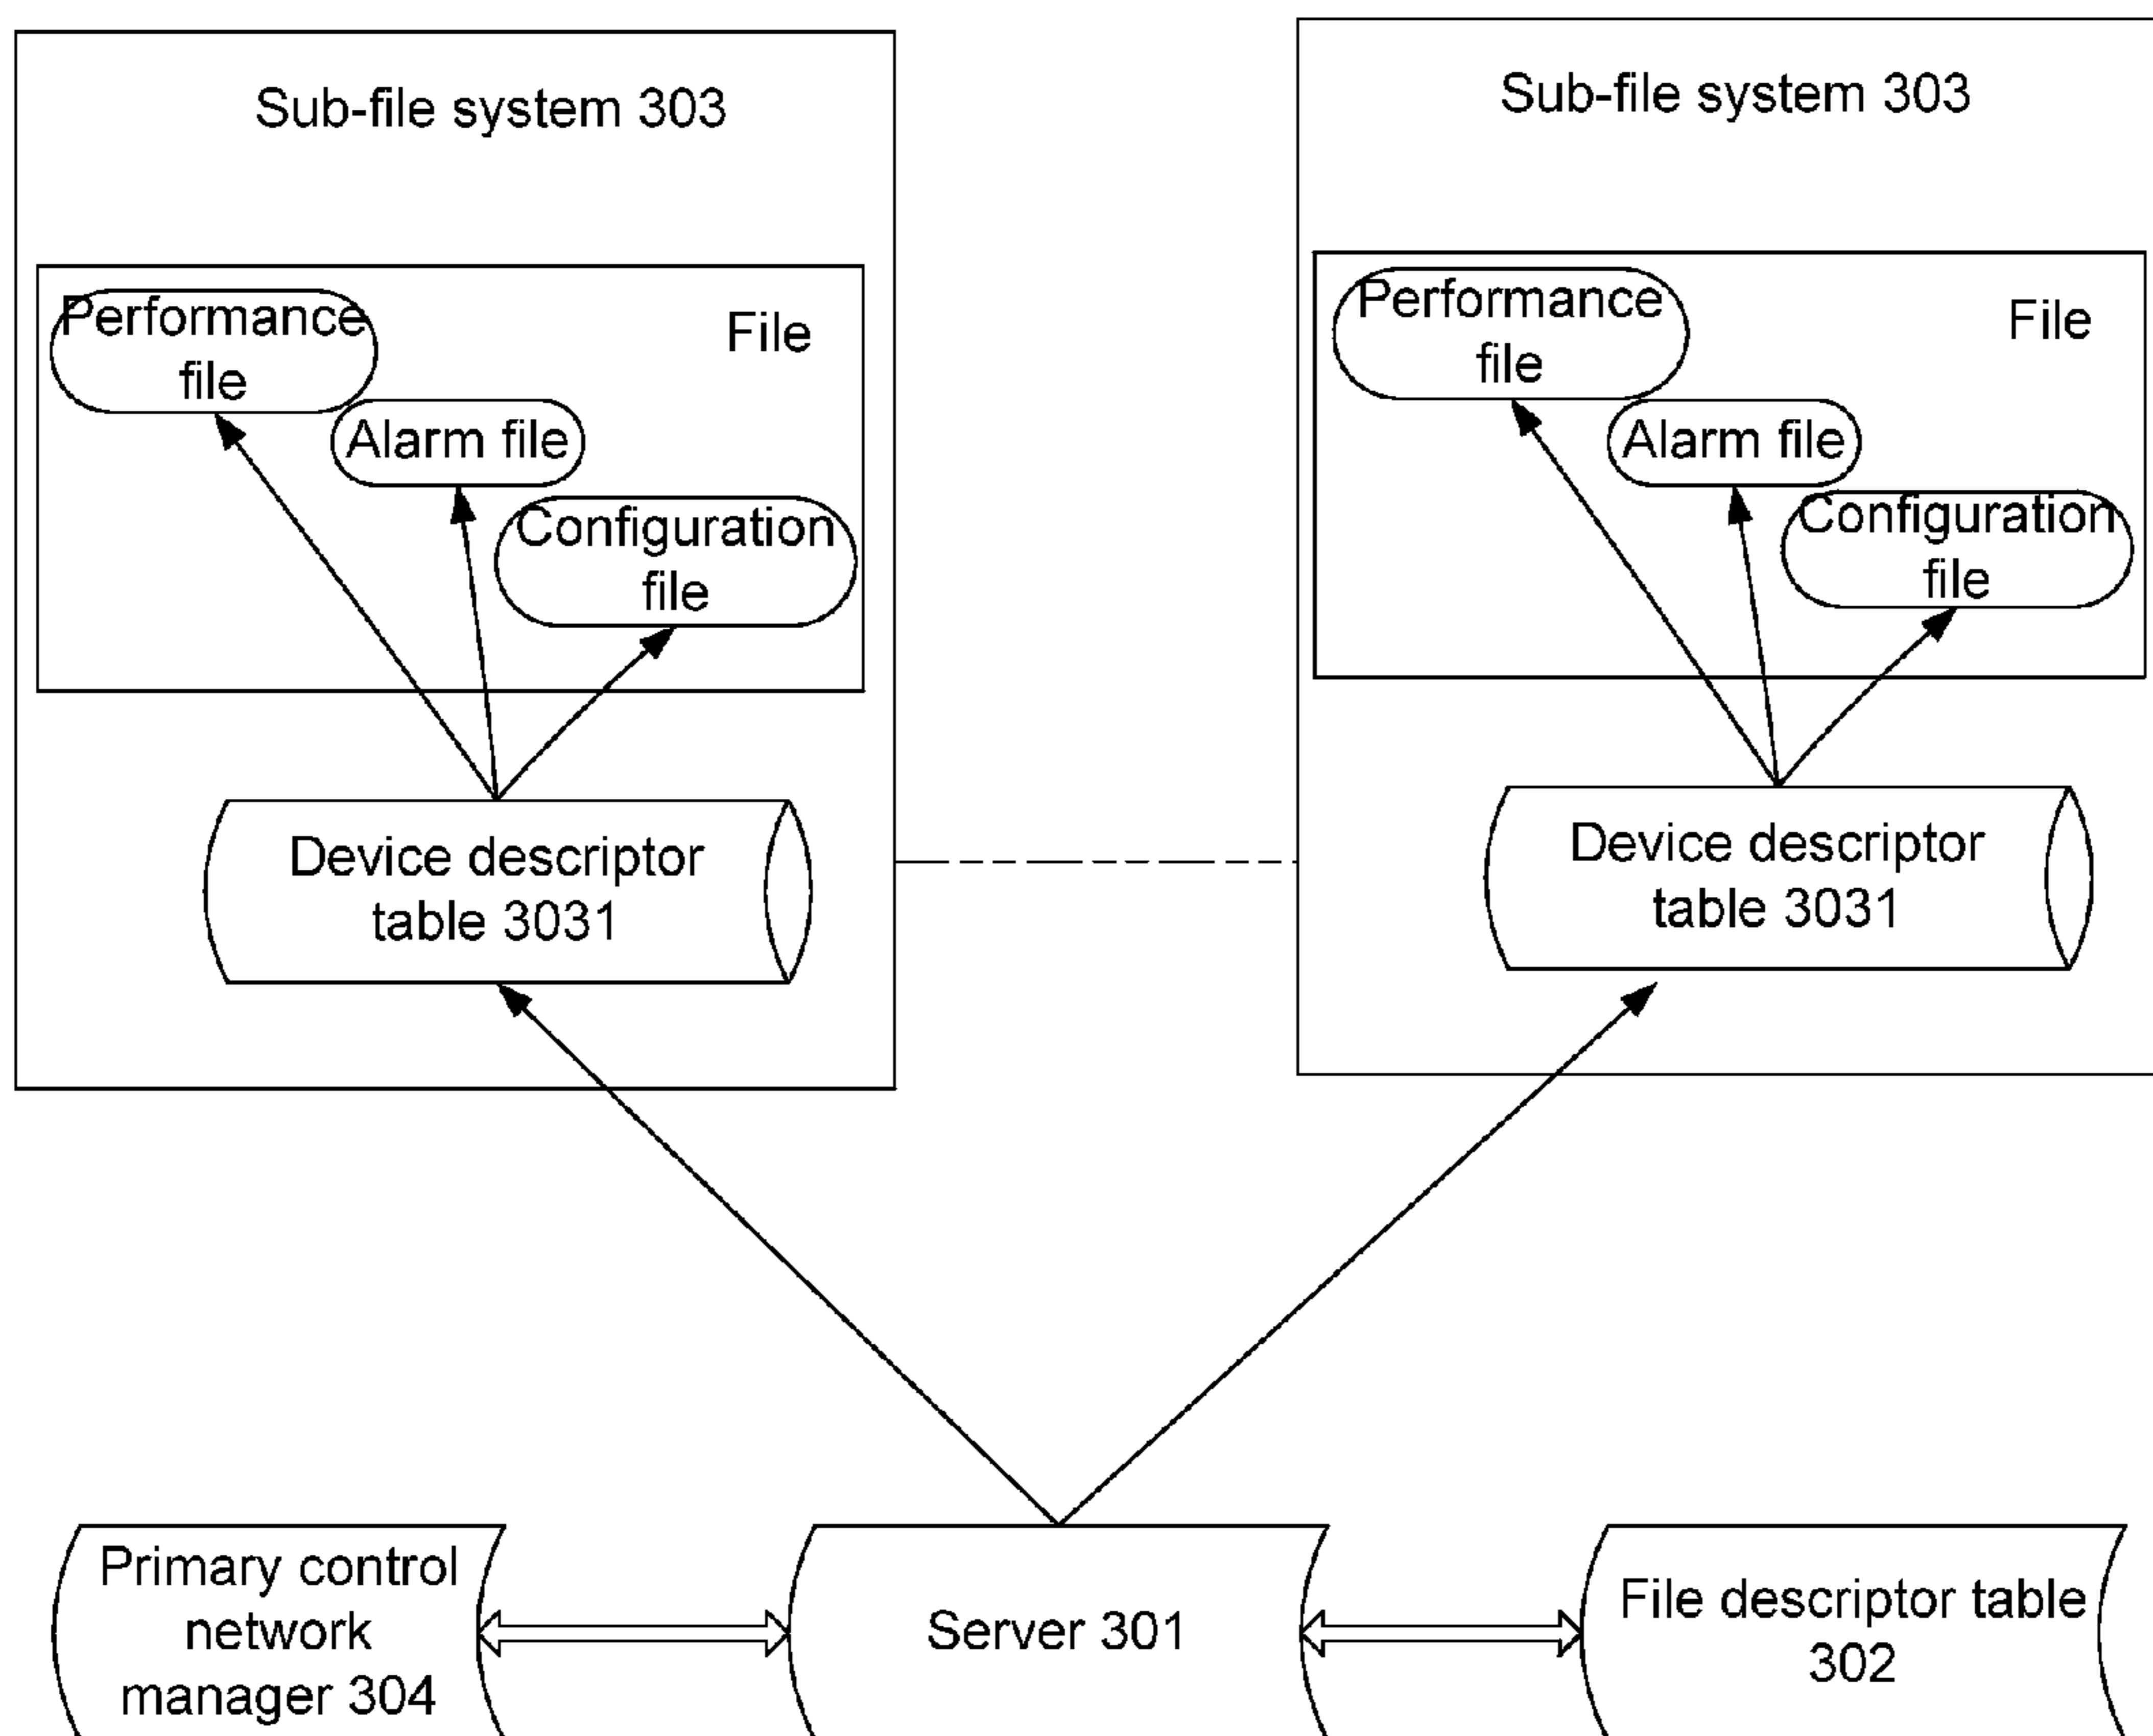 Sub-file system 303
Performance
file
File
Alarm file
Configuration
file
Device descriptor
table 3031
Sub-file system 303
Performance
file
File
Alarm file
Configuration
file
Device descriptor
table 3031
Primary control
network
manager 304
Server 301
File descriptor table
302